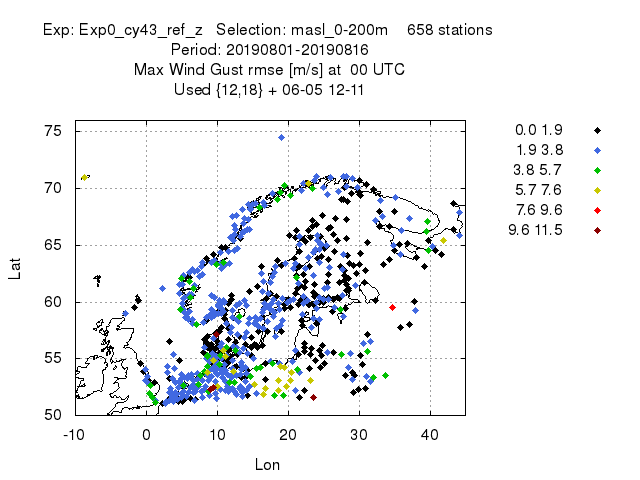 Exp: Exp0_cy43_ref_z Selection: masl_0-200m 658 stations
Period: 20190801-20190816
Max Wind Gust rmse [m/s] at 00 UTC
Used {12,18} + 06-05 12-11
75
70
65
60
55
50
-10 0 10 20 30 40
Lat
Lon
0.0 1.9
1.9 3.8
3.8 5.7
5.7 7.6
7.6 9.6
9.6 11.5